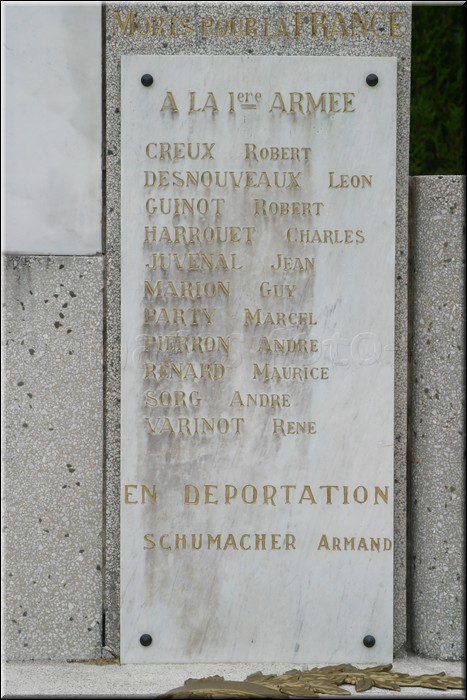 MORTS POUR LA FRANCE
A LA 1ere ARMEE
CREUX ROBERT
DESNOUVEAUX LEON
GUINOT ROBERT
HARROUET CHARLES
JUVENAL JEAN
MARION GUY
PARTY MARCEL
PIERRON ANDRE
RENARD MAURICE
SORG ANDRE
VARINOT RENE
EN DEPORTATION
SCHUMACHER ARMAND